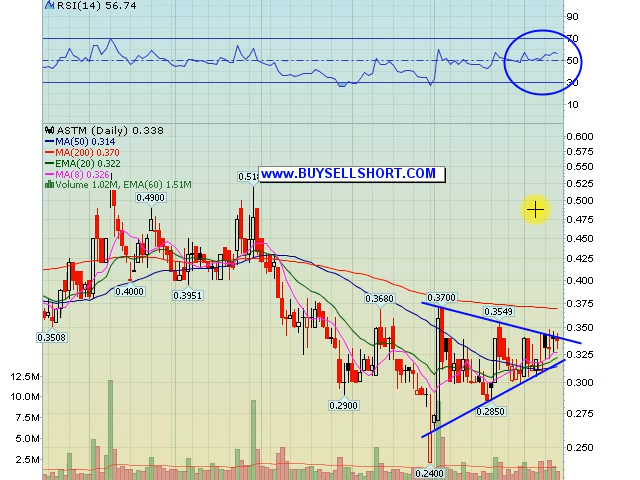 RSI(14) 56.74
90
70
50
30
10
ASTM (Daily) 0.338
MA(50) 0.314
MA(200) 0.370
EMA(20) 0.322
MA(8) 0.326
Volume 1.02M, EMA(60) 1.51M
www.BUYSELLSHORT.COM
0.600
0.575
0.550
0.525
0.500
0.475
0.450
0.425
0.400
0.375
0.350
0.325
0.300
0.275
0.250
0.4900
0.4000
0.3951
0.3508
0.3680
0.3700
0.3549
0.2900
0.2850
0.2400
12.5M
10.0M
7.5M
5.0M
2.5M